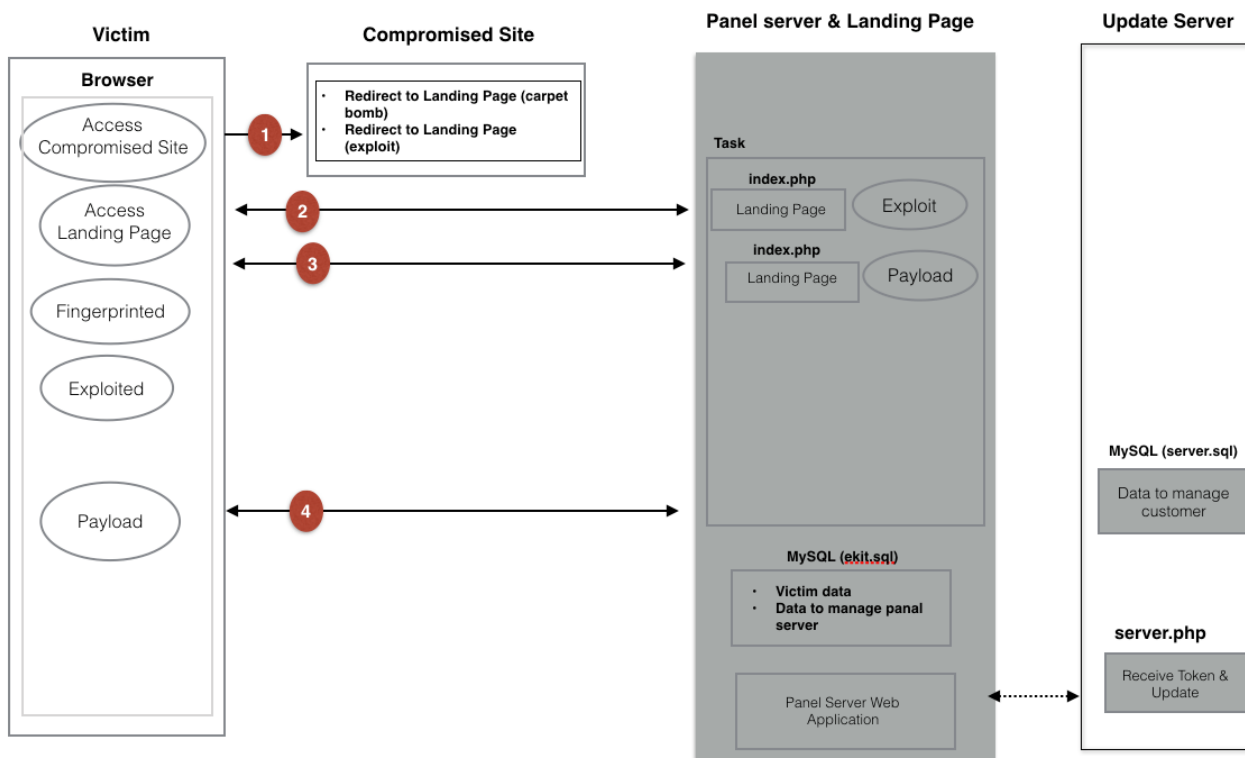 Victim
Browser
Access
Compromised Site
Access
Landing Page
Fingerprinted
Exploited
Payload
1
2
3
4
Compromised Site
• Redirect to Landing Page (carpet
bomb)
• Redirect to Landing Page
(exploit)
Panel server & Landing Page
Task
index.php
Landing Page
Exploit
index.php
Landing Page
Payload
MySQL (ekit.sql)
• Victim data
• Data to manage panal
server
Panel Server Web
Application
Update Server
MySQL (server.sql)
Data to manage
customer
server.php
Receive Token &
Update